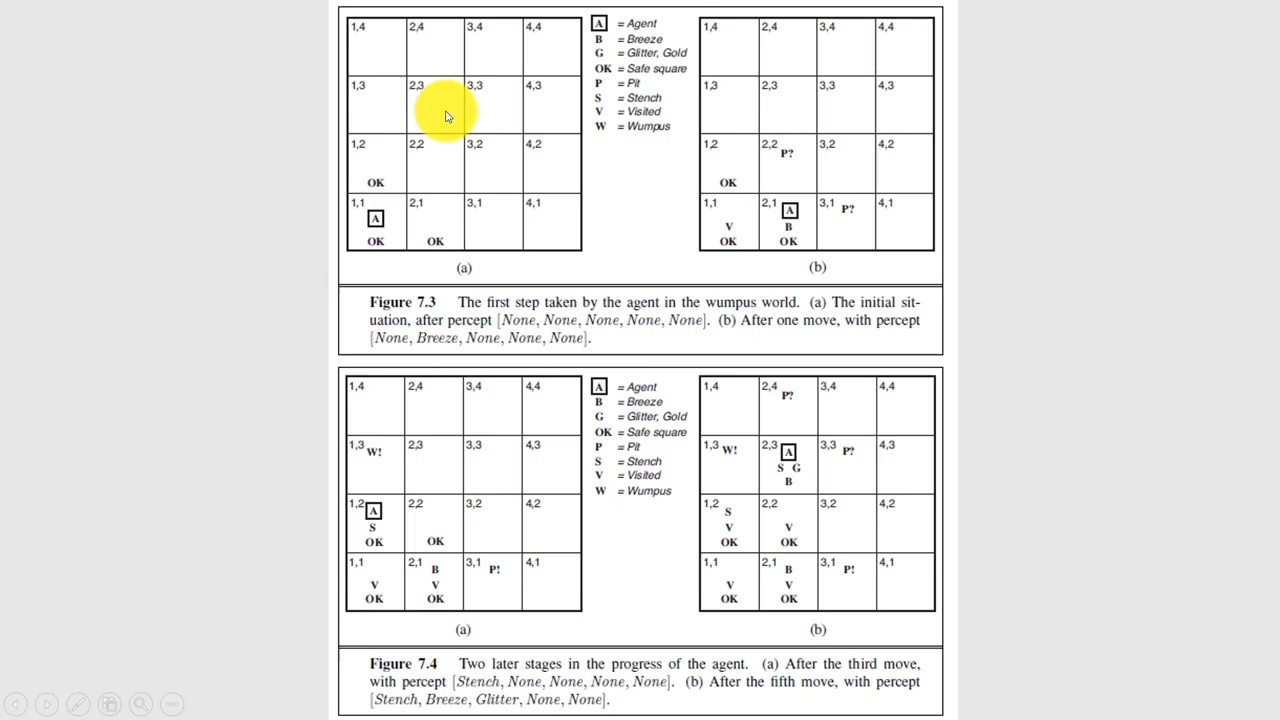 1,4 2,4 3,4 4,4
1,3 2,3 3,3 4,3
1,2 2,2 3,2 4,2
OK
1,1 2,1 3,1 4,1
A
OK OK
(a)
A = Agent
B = Breeze
G = Glitter, Gold
OK = Safe square
P = Pit
S = Stench
V = Visited
W = Wumpus
1,4 2,4 3,4 4,4
1,3 2,3 3,3 4,3
1,2 2,2 P? 3,2 4,2
OK
1,1 2,1 A 3,1 P? 4,1
V B
OK OK
(b)
Figure 7.3 The first step taken by the agent in the wumpus world. (a) The initial sit-
uation, after percept [None, None, None, None, None]. (b) After one move, with percept
[None, Breeze, None, None, None].
1,4 2,4 3,4 4,4
1,3 W! 2,3 3,3 4,3
1,2 A 2,2 3,2 4,2
S
OK OK
1,1 2,1 B 3,1 P! 4,1
V V
OK OK
(a)
A = Agent
B = Breeze
G = Glitter, Gold
OK = Safe square
P = Pit
S = Stench
V = Visited
W = Wumpus
1,4 2,4 P? 3,4 4,4
1,3 W! 2,3 A 3,3 P? 4,3
S G
B
1,2 S 2,2 3,2 4,2
V V
OK OK
1,1 2,1 B 3,1 P! 4,1
V V
OK OK
(b)
Figure 7.4 Two later stages in the progress of the agent. (a) After the third move,
with percept [Stench, None, None, None, None]. (b) After the fifth move, with percept
[Stench, Breeze, Glitter, None, None].